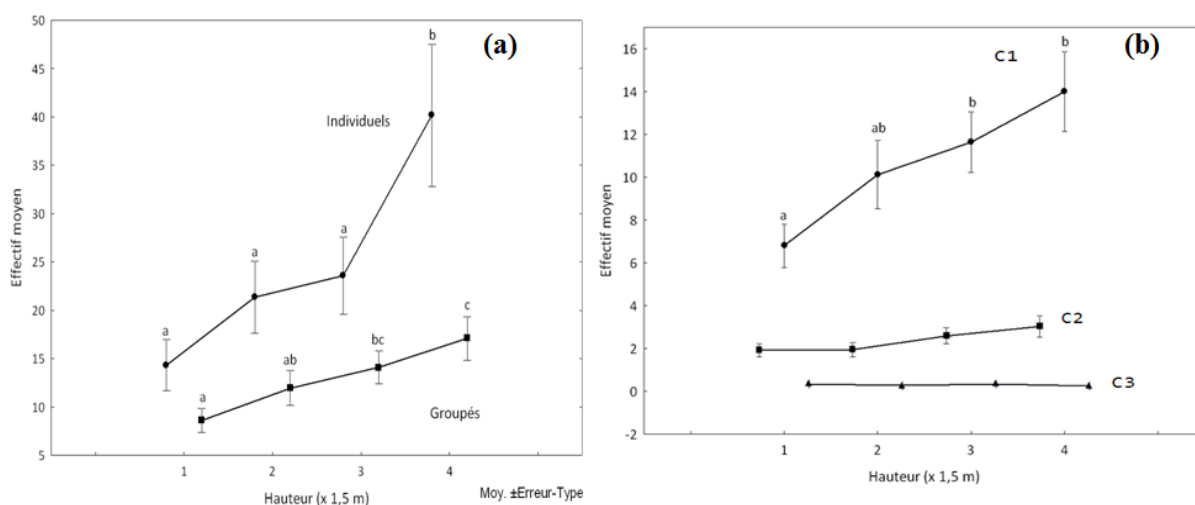 (a)
50
45
40
35
30
25
20
15
10
5
Effectif moyen
Individuels
Groupés
a
a
a
b
a
ab
bc
c
1 2 3 4
Hauteur (x 1,5 m)
Moy. ±Erreur-Type
(b)
16
14
12
10
8
6
4
2
0
-2
Effectif moyen
C1
C2
C3
a
ab
b
b
1 2 3 4
Hauteur (x 1,5 m)